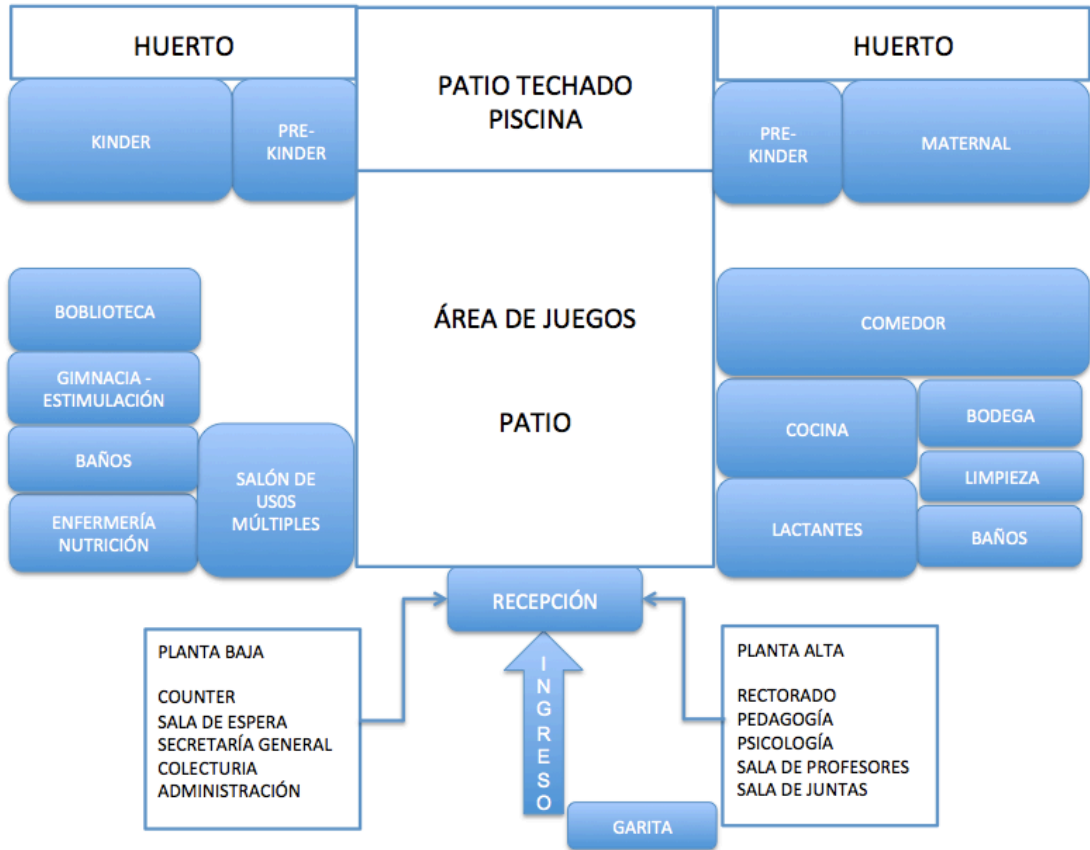 HUERTO
PATIO TECHADO
PISCINA
HUERTO
KINDER
PRE-
KINDER
PRE-
KINDER
MATERNAL
BOBLIOTECA
GIMNACIA -
ESTIMULACIÓN
BAÑOS
ENFERMERÍA
NUTRICIÓN
SALÓN DE
USOS
MÚLTIPLES
ÁREA DE JUEGOS
PATIO
COMEDOR
COCINA
BODEGA
LIMPIEZA
LACTANTES
BAÑOS
RECEPCIÓN
INGRESO
PLANTA BAJA
COUNTER
SALA DE ESPERA
SECRETARÍA GENERAL
COLECTURIA
ADMINISTRACIÓN
PLANTA ALTA
RECTORADO
PEDAGOGÍA
PSICOLOGÍA
SALA DE PROFESORES
SALA DE JUNTAS
GARITA